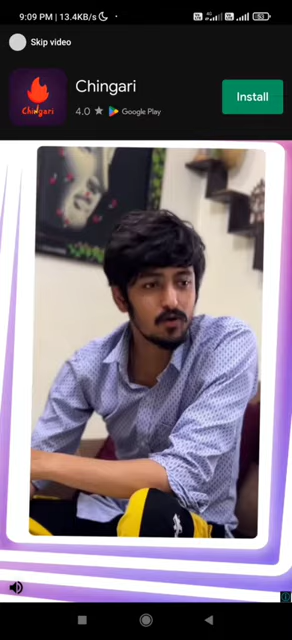 9:09 PM | 13.4KB/s
Skip video
Chingari
Chingari
4.0 ★ Google Play
Install